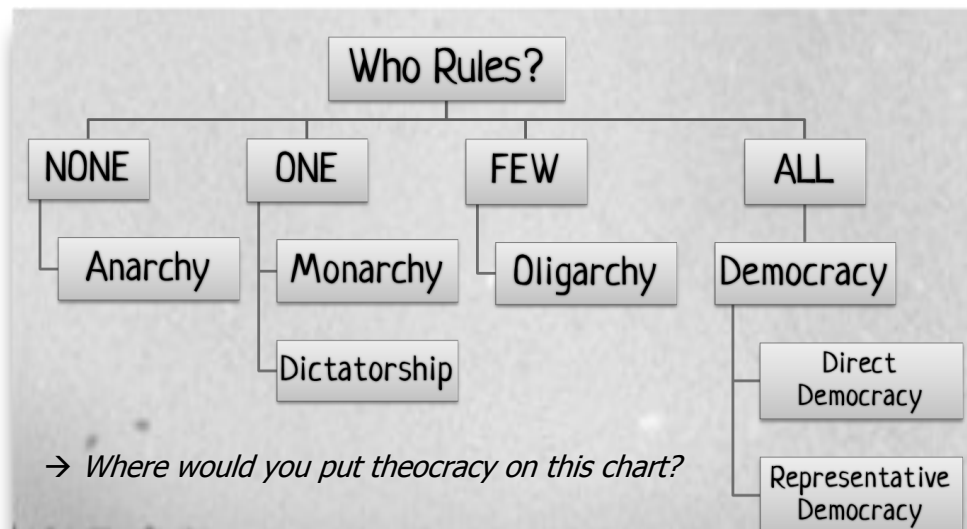 Who Rules?
NONE
ONE
FEW
ALL
Anarchy
Monarchy
Oligarchy
Democracy
Dictatorship
Direct
Democracy
→ Where would you put theocracy on this chart?
Representative
Democracy